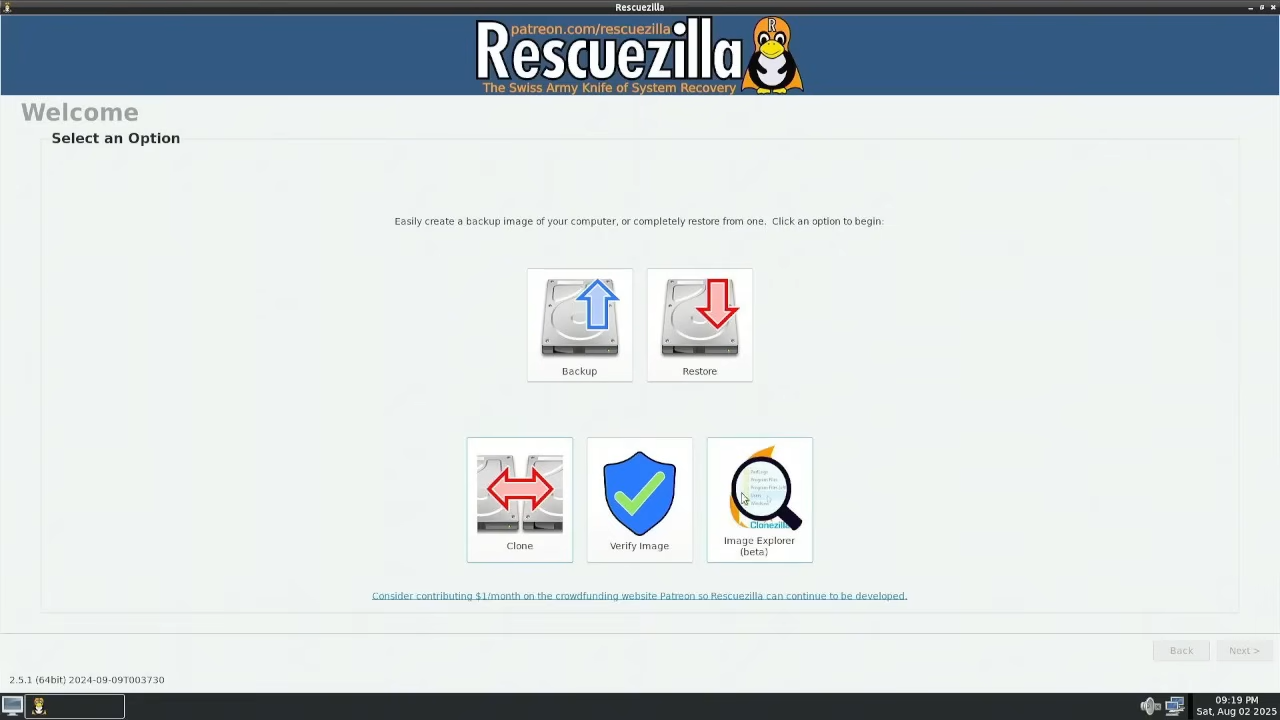 Rescuezilla
patreon.com/rescuezilla
Rescuezilla
R
The Swiss Army Knife of System Recovery
Welcome
Select an Option
Easily create a backup image of your computer, or completely restore from one.  Click an option to begin:
Backup
Restore
Program Files
Clonezill
Clone
Verify Image
Image Explorer
(beta)
Consider contributing $1/month on the crowdfunding website Patreon so Rescuezilla can continue to be developed.
Back
Next >
2.5.1 (64bit) 2024-09-09T003730
09:19 PM
Sat, Aug 02 2025